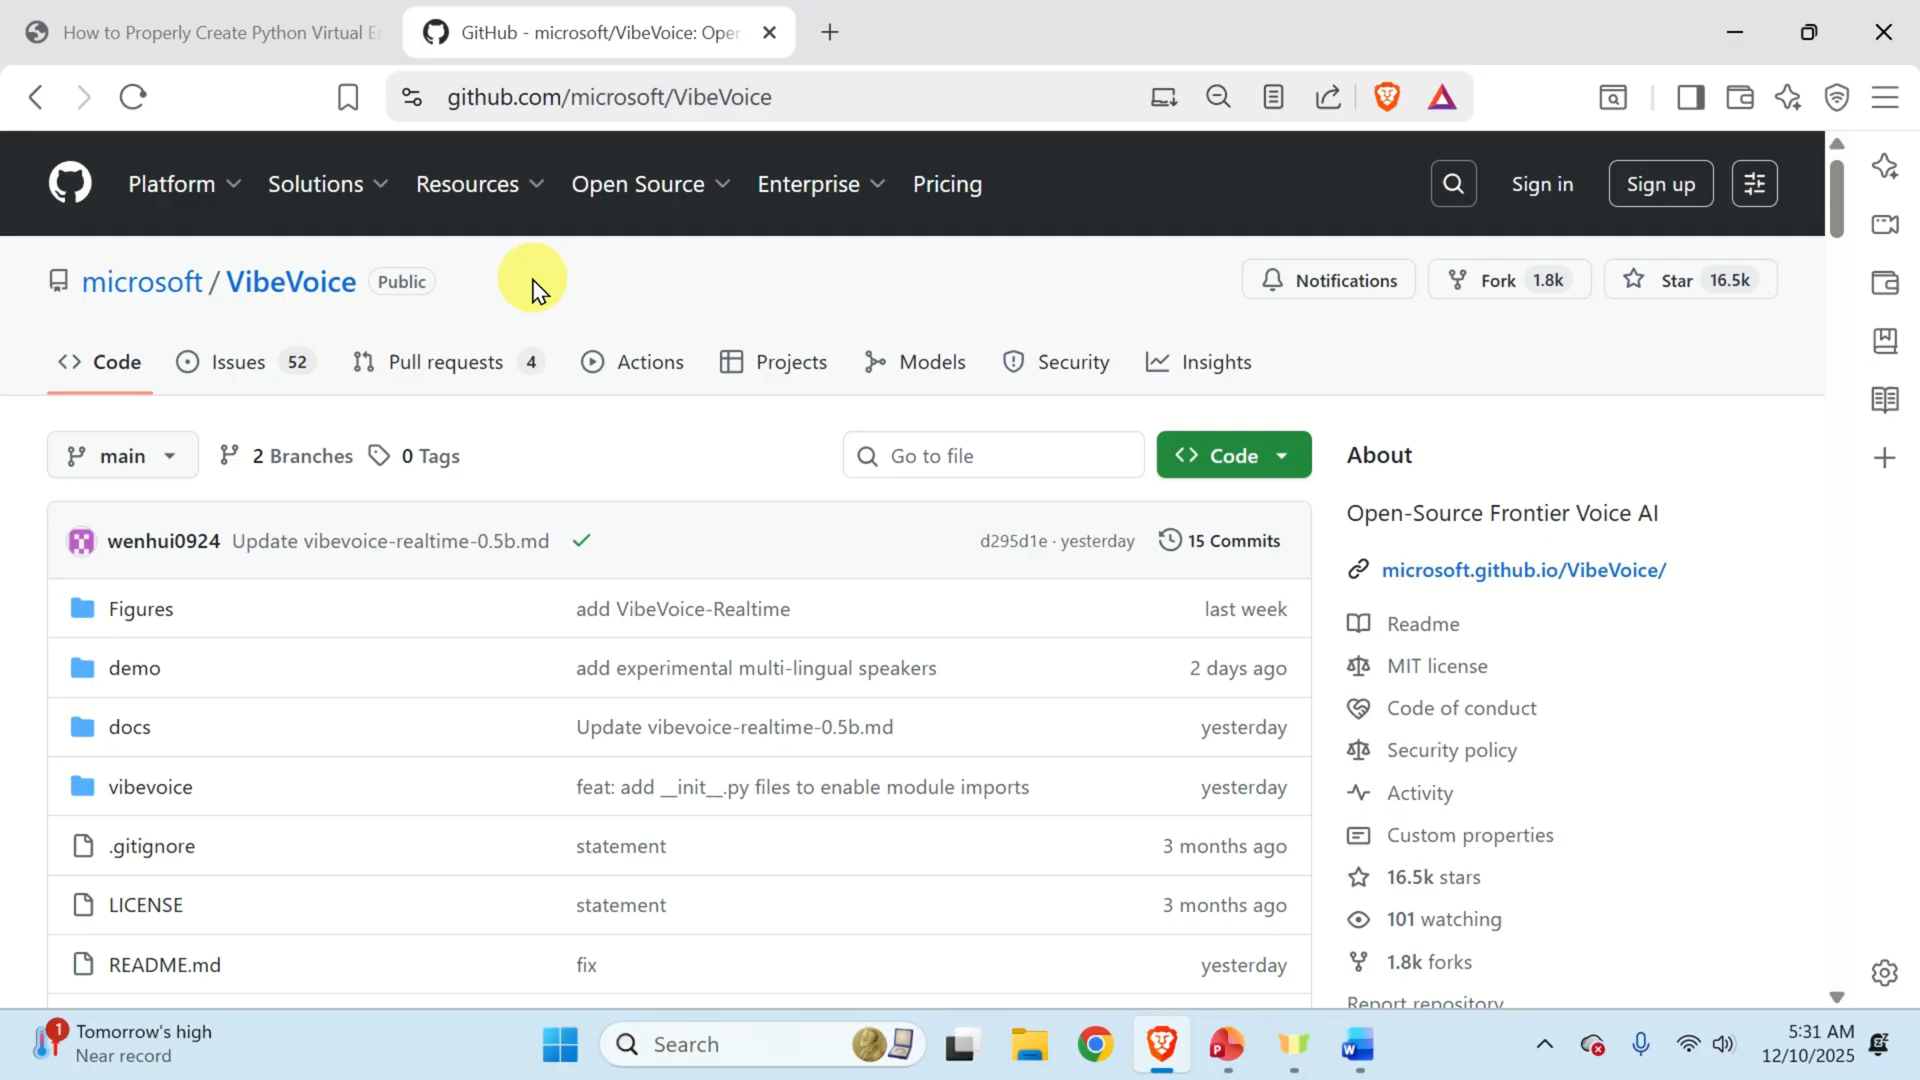 How to Properly Create Python Virtual E
GitHub - microsoft/VibeVoice: Oper
github.com/microsoft/VibeVoice
Platform
Solutions
Resources
Open Source
Enterprise
Pricing
Sign in
Sign up
microsoft / VibeVoice
Public
Notifications
Fork 1.8k
Star 16.5k
Code
Issues 52
Pull requests 4
Actions
Projects
Models
Security
Insights
main
2 Branches
0 Tags
Go to file
Code
About
Open-Source Frontier Voice AI
microsoft.github.io/VibeVoice/
Readme
MIT license
Code of conduct
Security policy
Activity
Custom properties
16.5k stars
101 watching
1.8k forks
Report repository
wenhui0924 Update vibevoice-realtime-0.5b.md d295d1e · yesterday 15 Commits
Figures add VibeVoice-Realtime last week
demo add experimental multi-lingual speakers 2 days ago
docs Update vibevoice-realtime-0.5b.md yesterday
vibevoice feat: add __init__.py files to enable module imports yesterday
.gitignore statement 3 months ago
LICENSE statement 3 months ago
README.md fix yesterday
1
Tomorrow's high
Near record
Search
5:31 AM
12/10/2025